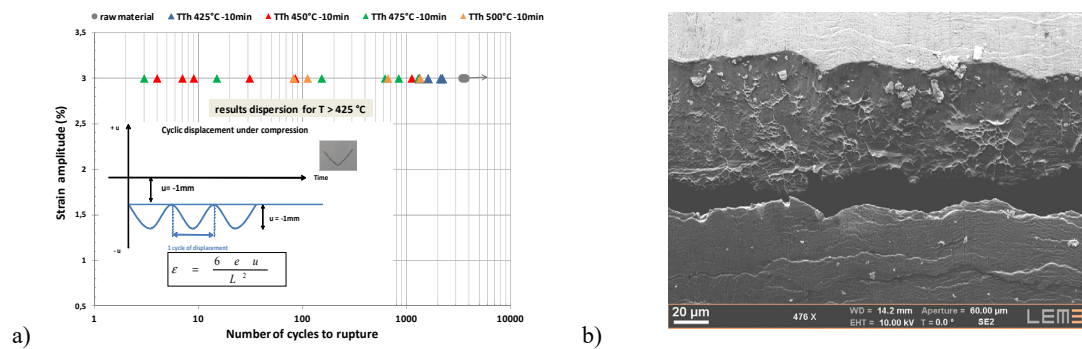 raw material TTh 425°C -10min TTh 450°C -10min TTh 475°C -10min TTh 500°C -10min
3,5
3
2,5
2
1,5
1
0,5
Strain amplitude (%)
results dispersion for T > 425 °C
Cyclic displacement under compression
+ u
Time
u= -1mm
u = -1mm
1 cycle of displacement
- u
ε = 6 e u / L ²
1 10 100 1000 10000
Number of cycles to rupture
a)
20 µm
476 X
WD = 14.2 mm Aperture = 60.00 µm
EHT = 10.00 kV T = 0.0 ° SE2
LEM3
b)